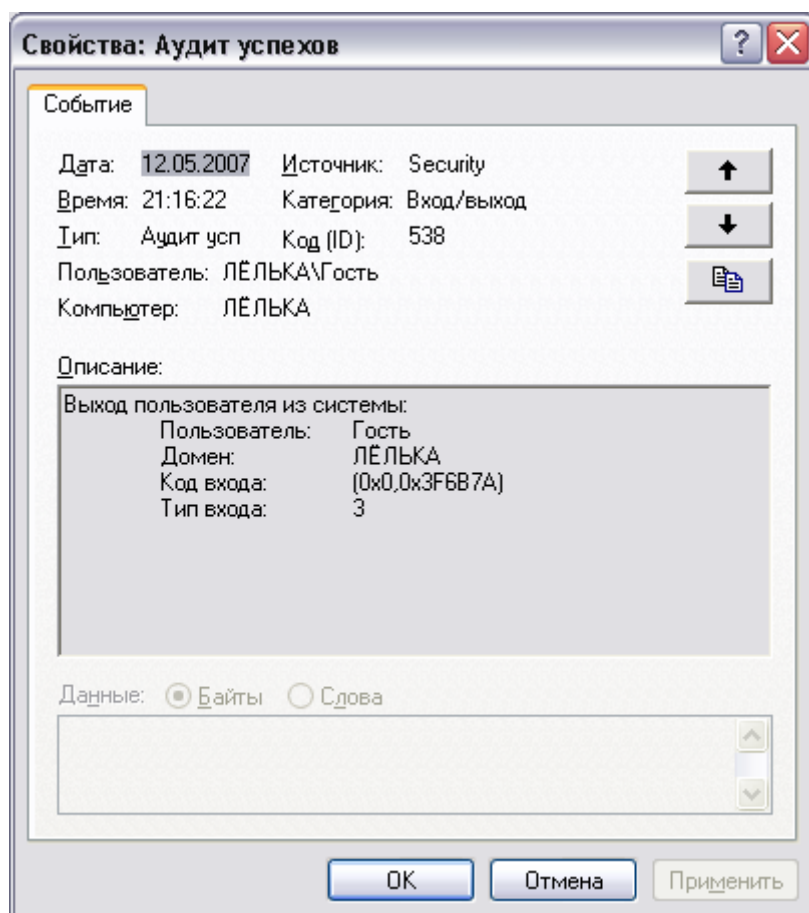 Свойства: Аудит успехов
Событие
Дата: 12.05.2007 Источник: Security
Время: 21:16:22 Категория: Вход/выход
Тип: Аудит усп Код (ID): 538
Пользователь: ЛЁЛЬКА\Гость
Компьютер: ЛЁЛЬКА
Описание:
Выход пользователя из системы:
Пользователь: Гость
Домен: ЛЁЛЬКА
Код входа: (0x0,0x3F6B7A)
Тип входа: 3
Данные: Байты Слова
OK Отмена Применить